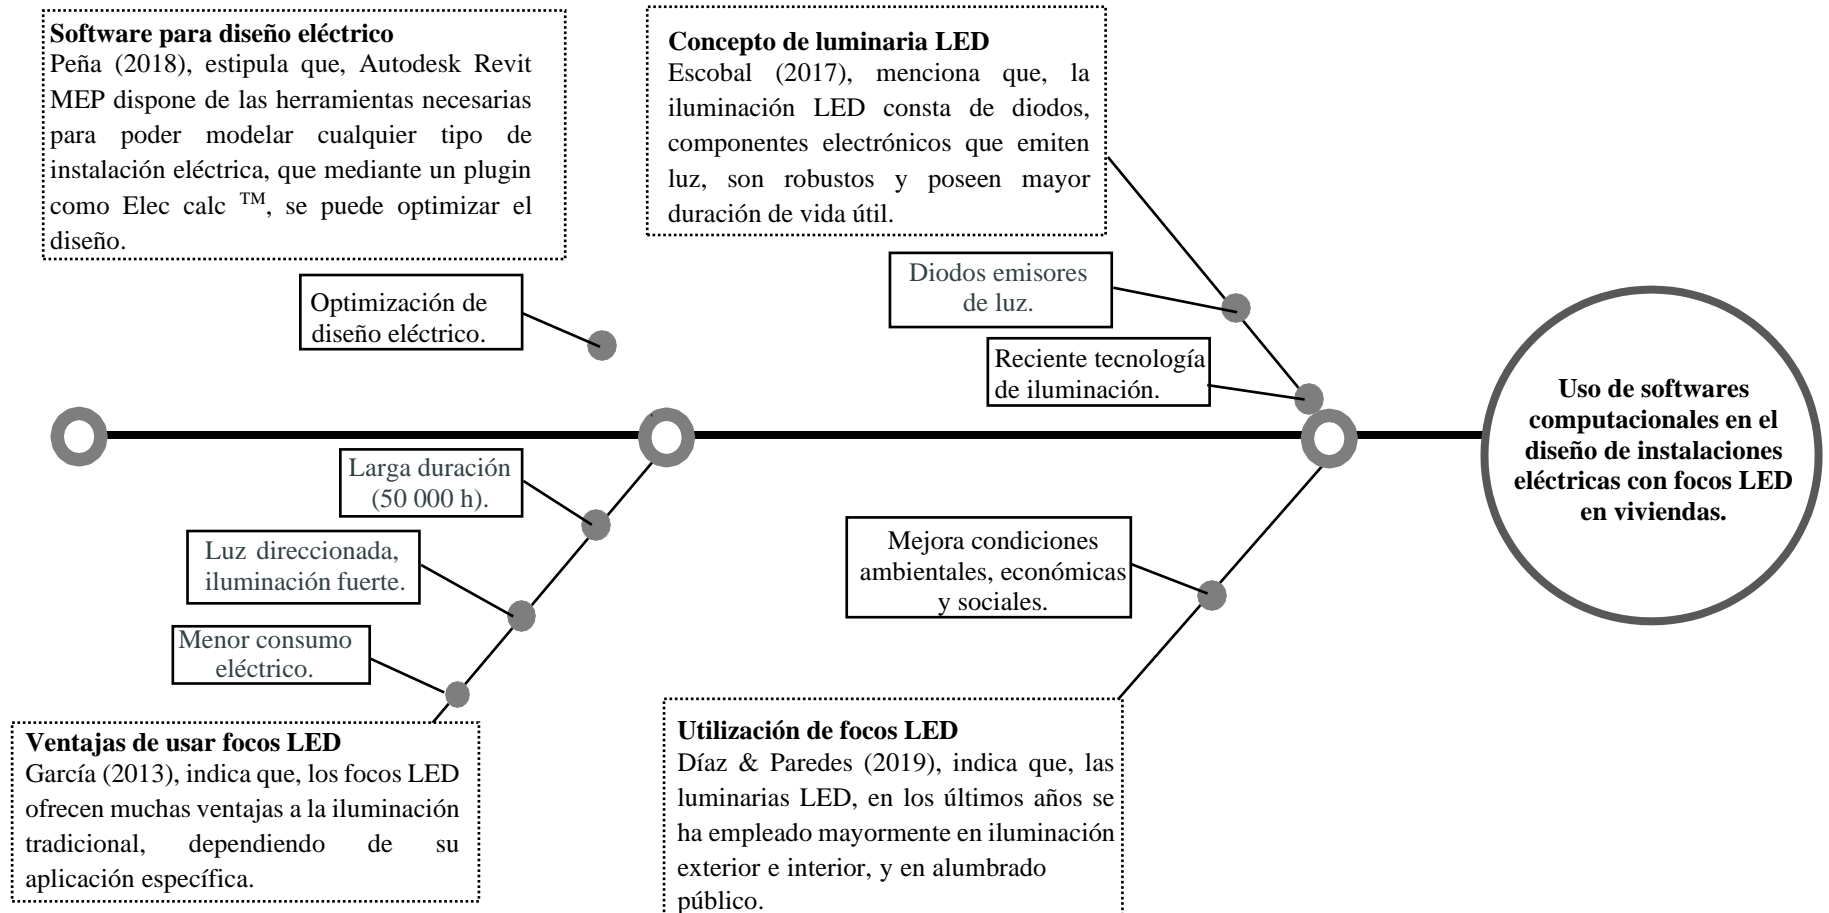 Software para diseño eléctrico
Peña (2018), estipula que, Autodesk Revit
MEP dispone de las herramientas necesarias
para poder modelar cualquier tipo de
instalación eléctrica, que mediante un plugin
como Elec calc TM, se puede optimizar el
diseño.
Concepto de luminaria LED
Escobal (2017), menciona que, la
iluminación LED consta de diodos,
componentes electrónicos que emiten
luz, son robustos y poseen mayor
duración de vida útil.
Optimización de
diseño eléctrico.
Diodos emisores
de luz.
Reciente tecnología
de iluminación.
Uso de softwares
computacionales en el
diseño de instalaciones
eléctricas con focos LED
en viviendas.
Larga duración
(50 000 h).
Luz direccionada,
iluminación fuerte.
Menor consumo
eléctrico.
Mejora condiciones
ambientales, económicas
y sociales.
Ventajas de usar focos LED
García (2013), indica que, los focos LED
ofrecen muchas ventajas a la iluminación
tradicional, dependiendo de su
aplicación específica.
Utilización de focos LED
Díaz & Paredes (2019), indica que, las
luminarias LED, en los últimos años se
ha empleado mayormente en iluminación
exterior e interior, y en alumbrado
público.